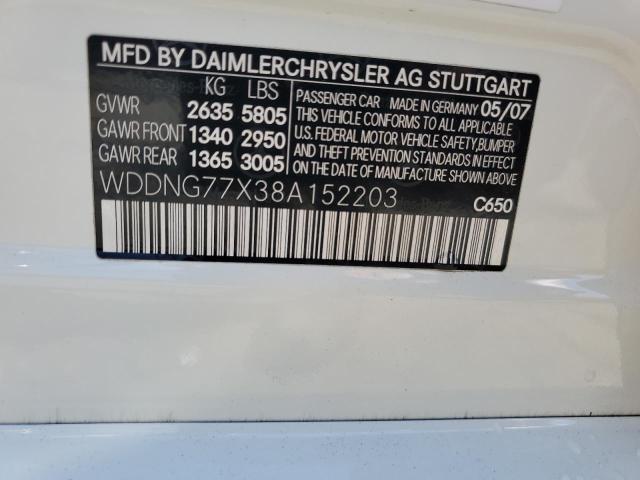 MFD BY DAIMLERCHRYSLER AG STUTTGART
KG LBS
GVWR 2635 5805
GAWR FRONT 1340 2950
GAWR REAR 1365 3005
PASSENGER CAR MADE IN GERMANY 05/07
THIS VEHICLE CONFORMS TO ALL APPLICABLE
U.S. FEDERAL MOTOR VEHICLE SAFETY, BUMPER
AND THEFT PREVENTION STANDARDS IN EFFECT
ON THE DATE OF MANUFACTURE SHOWN ABOVE
WDDNG77X38A152203
C650